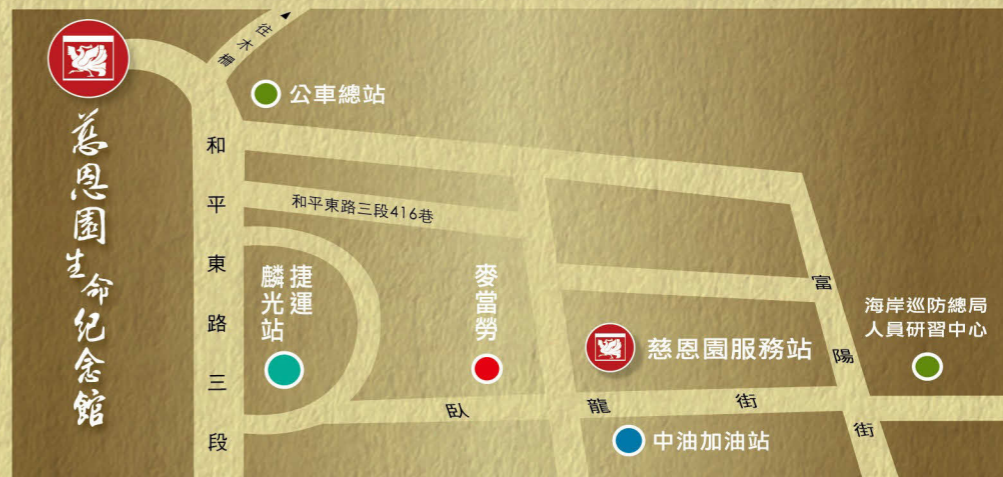 往木柵
公車總站
慈恩園生命紀念館
和平東路三段
和平東路三段416巷
捷運
麟光站
麥當勞
慈恩園服務站
富陽街
海岸巡防總局
人員研習中心
臥龍街
中油加油站